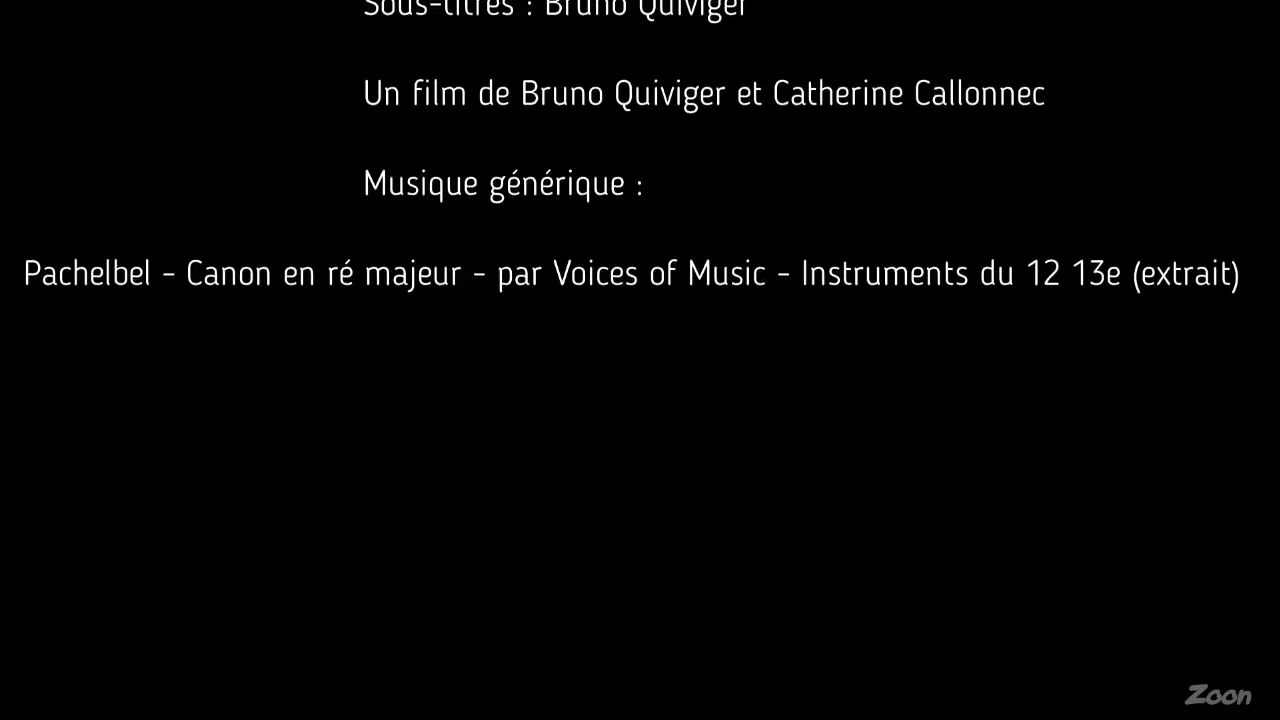 Sous-titres : Bruno Quiviger
Un film de Bruno Quiviger et Catherine Callonnec
Musique générique :
Pachelbel - Canon en ré majeur - par Voices of Music - Instruments du 12 13e (extrait)
Zoon